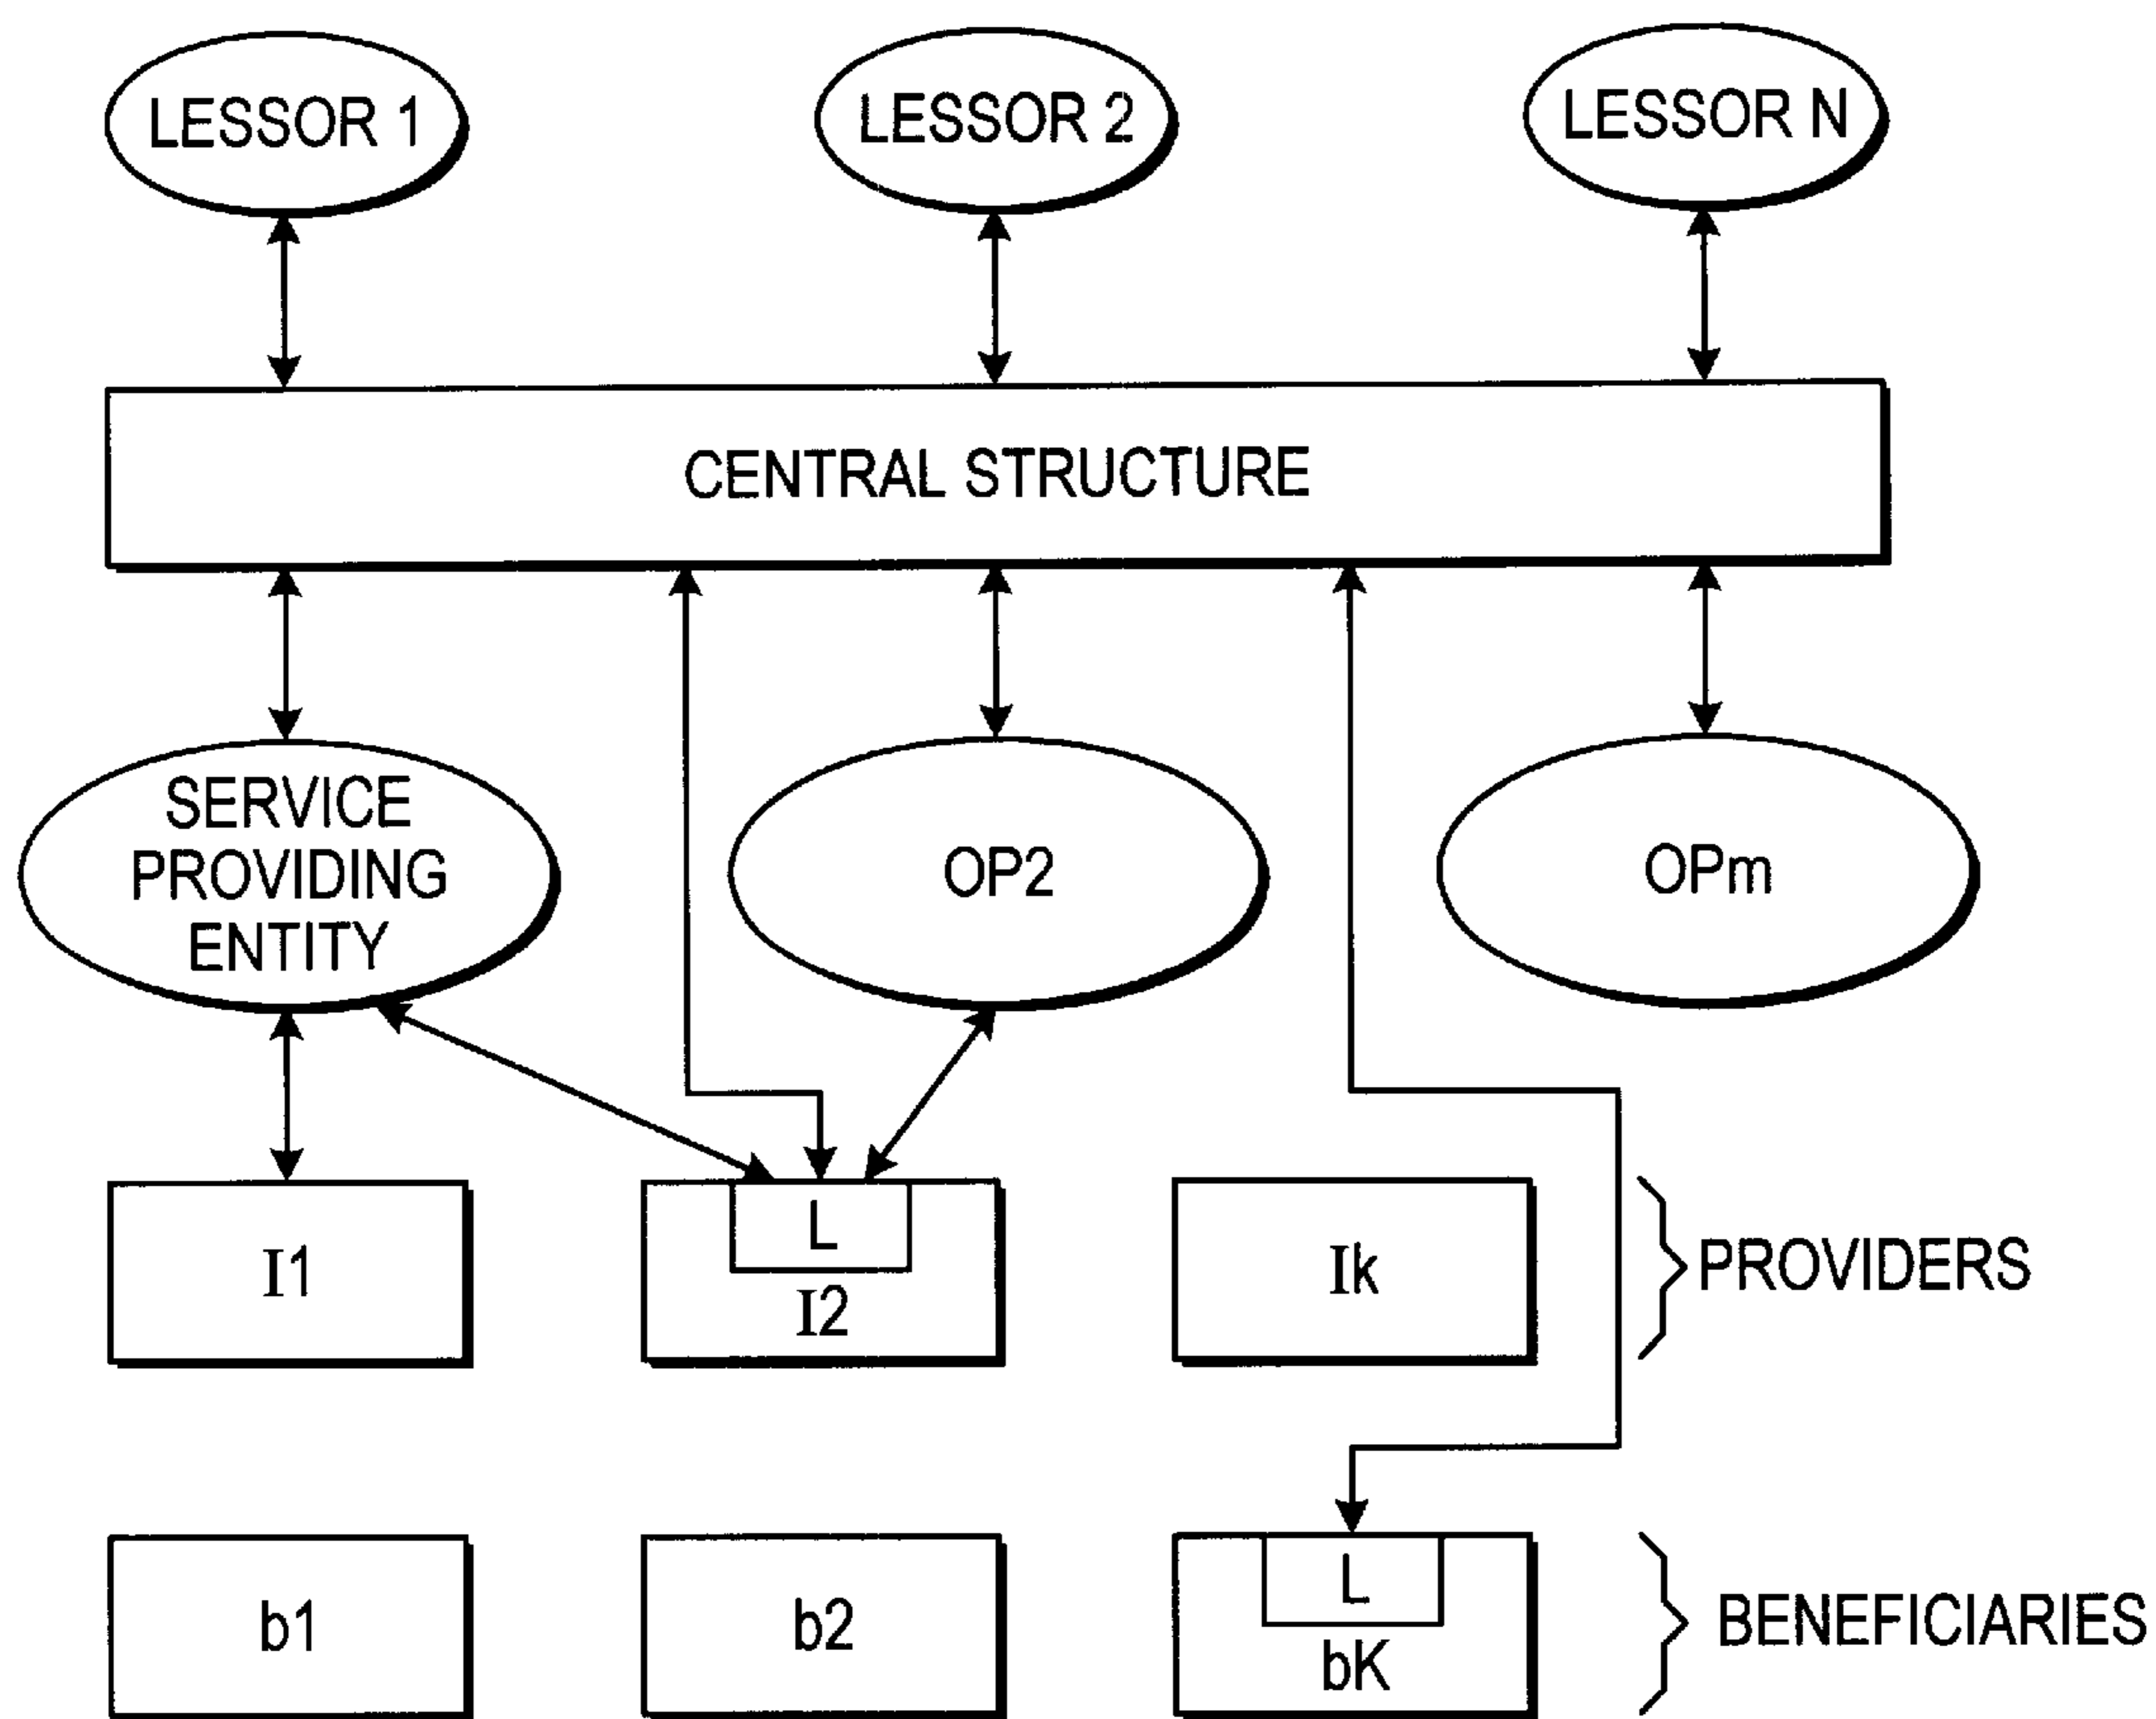 LESSOR 1
LESSOR 2
LESSOR N
CENTRAL STRUCTURE
SERVICE
PROVIDING
ENTITY
OP2
OPm
I1
L
I2
Ik
PROVIDERS
b1
b2
L
bK
BENEFICIARIES